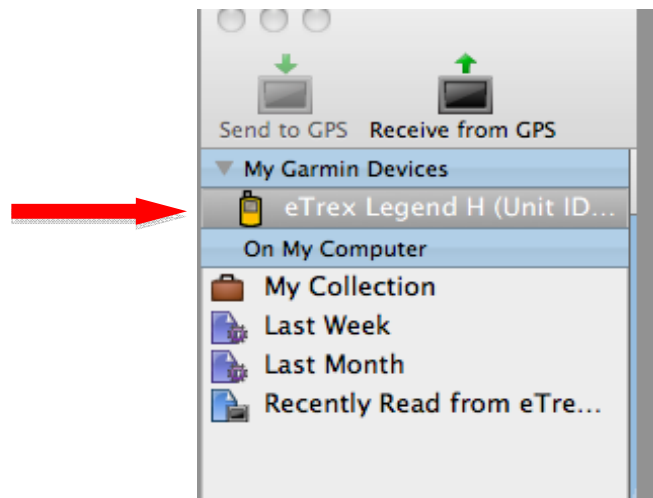 Send to GPS Receive from GPS
My Garmin Devices
eTrex Legend H (Unit ID...
On My Computer
My Collection
Last Week
Last Month
Recently Read from eTre...